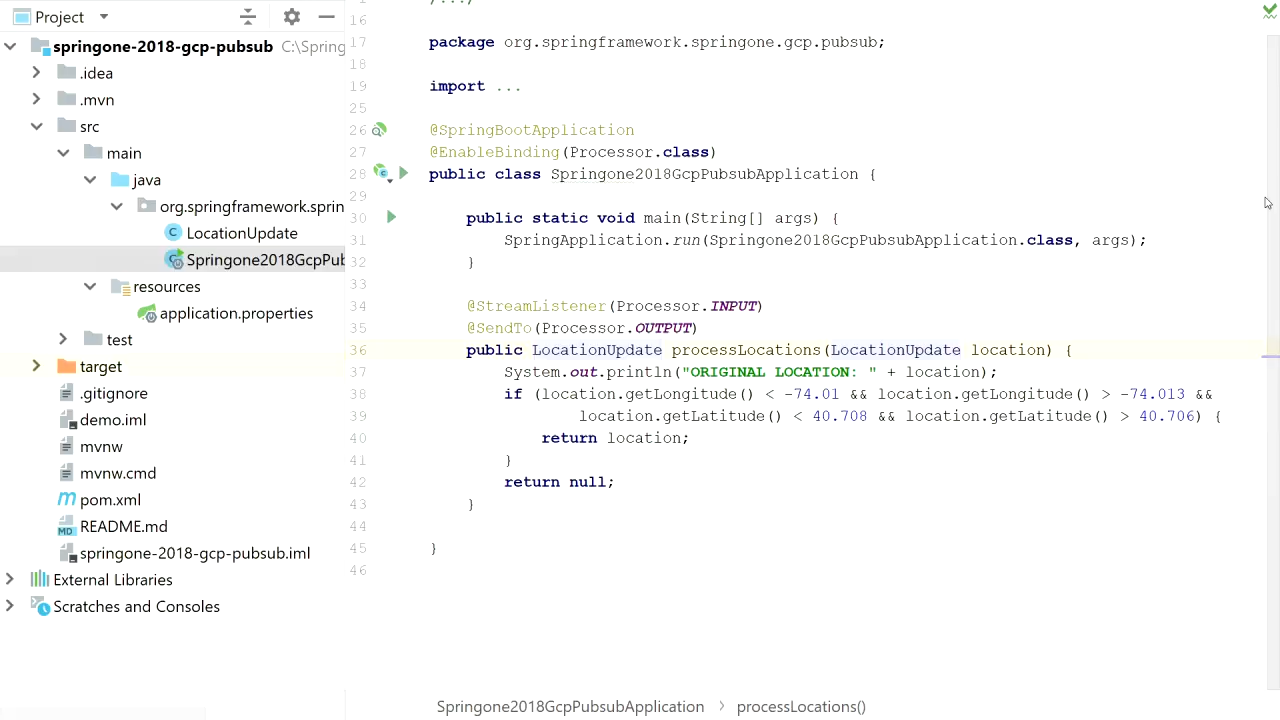 Project
springone-2018-gcp-pubsub C:\Spring
.idea
.mvn
src
main
java
org.springframework.sprin
LocationUpdate
Springone2018GcpPub
resources
application.properties
test
target
.gitignore
demo.iml
mvnw
mvnw.cmd
pom.xml
README.md
springone-2018-gcp-pubsub.iml
External Libraries
Scratches and Consoles
/.../
16
17 package org.springframework.springone.gcp.pubsub;
18
19 import ...
25
26 @SpringBootApplication
27 @EnableBinding(Processor.class)
28 public class Springone2018GcpPubsubApplication {
29
30 public static void main(String[] args) {
31 SpringApplication.run(Springone2018GcpPubsubApplication.class, args);
32 }
33
34 @StreamListener(Processor.INPUT)
35 @SendTo(Processor.OUTPUT)
36 public LocationUpdate processLocations(LocationUpdate location) {
37 System.out.println("ORIGINAL LOCATION: " + location);
38 if (location.getLongitude() < -74.01 && location.getLongitude() > -74.013 &&
39 location.getLatitude() < 40.708 && location.getLatitude() > 40.706) {
40 return location;
41 }
42 return null;
43 }
44
45 }
46
Springone2018GcpPubsubApplication > processLocations()